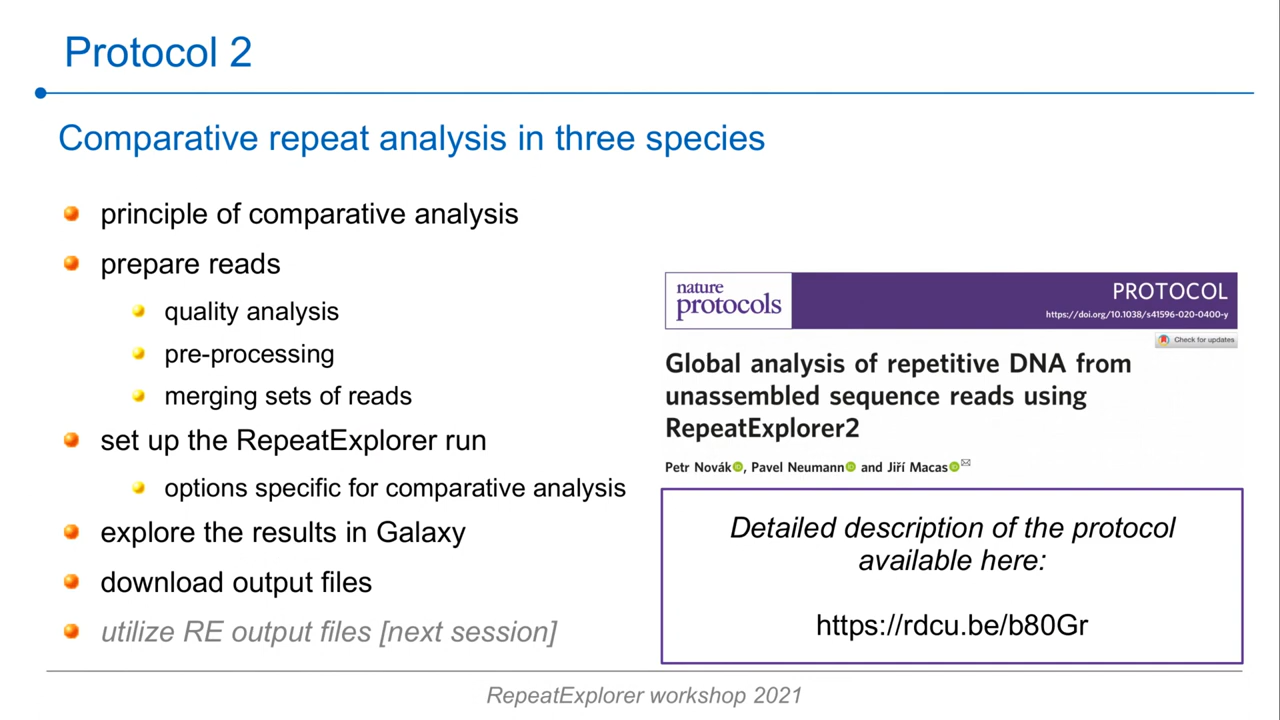 Protocol 2
Comparative repeat analysis in three species
principle of comparative analysis
prepare reads
quality analysis
pre-processing
merging sets of reads
set up the RepeatExplorer run
options specific for comparative analysis
explore the results in Galaxy
download output files
utilize RE output files [next session]
nature
protocols
PROTOCOL
https://doi.org/10.1038/s41596-020-0400-y
Check for updates
Global analysis of repetitive DNA from
unassembled sequence reads using
RepeatExplorer2
Petr Novák, Pavel Neumann and Jiří Macas
Detailed description of the protocol
available here:
https://rdcu.be/b80Gr
RepeatExplorer workshop 2021